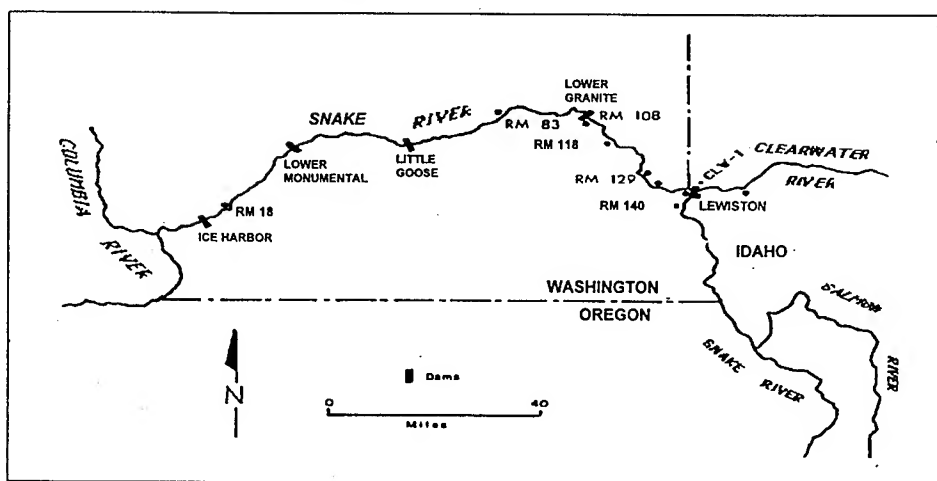 LOWER
GRANITE
RM 108
SNAKE
RIVER
RM 83
RM 118
CLEARWATER
RIVER
CLW-1
COLUMBIA
RIVER
LOWER
MONUMENTAL
LITTLE
GOOSE
RM 129
RM 140
LEWISTON
RM 18
ICE HARBOR
IDAHO
WASHINGTON
OREGON
SALMON
RIVER
SNAKE
RIVER
N
Dams
0
40
Miles